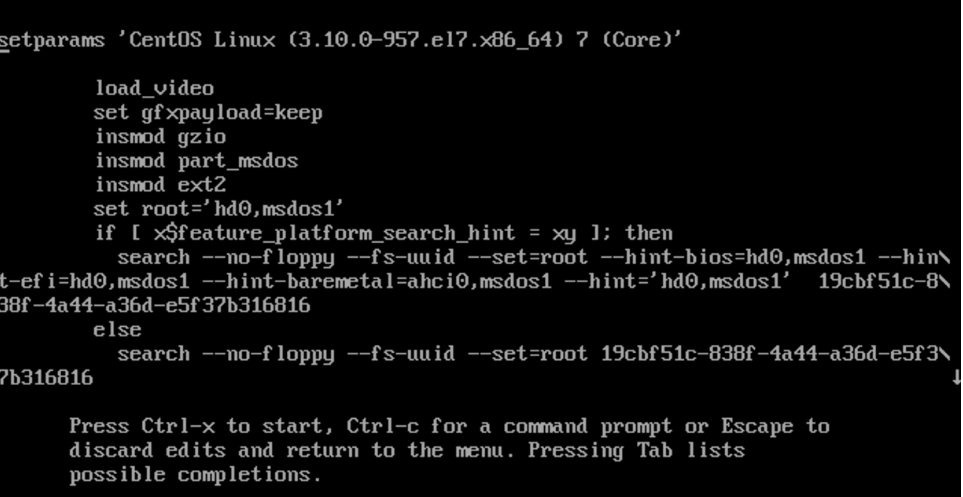 setparams 'CentOS Linux (3.10.0-957.el7.x86_64) 7 (Core)'
load_video
set gfxpayload=keep
insmod gzio
insmod part_msdos
insmod ext2
set root='hd0,msdos1'
if [ x$feature_platform_search_hint = xy ]; then
search --no-floppy --fs-uuid --set=root --hint-bios=hd0,msdos1 --hin\
t-efi=hd0,msdos1 --hint-baremetal=ahci0,msdos1 --hint='hd0,msdos1'  19cbf51c-8\
38f-4a44-a36d-e5f37b316816
else
search --no-floppy --fs-uuid --set=root 19cbf51c-838f-4a44-a36d-e5f3\
7b316816
↓
Press Ctrl-x to start, Ctrl-c for a command prompt or Escape to
discard edits and return to the menu. Pressing Tab lists
possible completions.